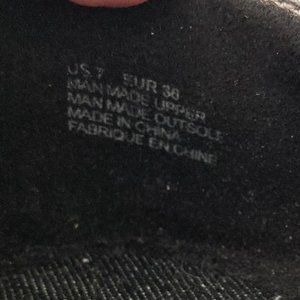 US 7 EUR 38
MAN MADE UPPER
MAN MADE OUTSOLE
MADE IN CHINA
FABRIQUE EN CHINE